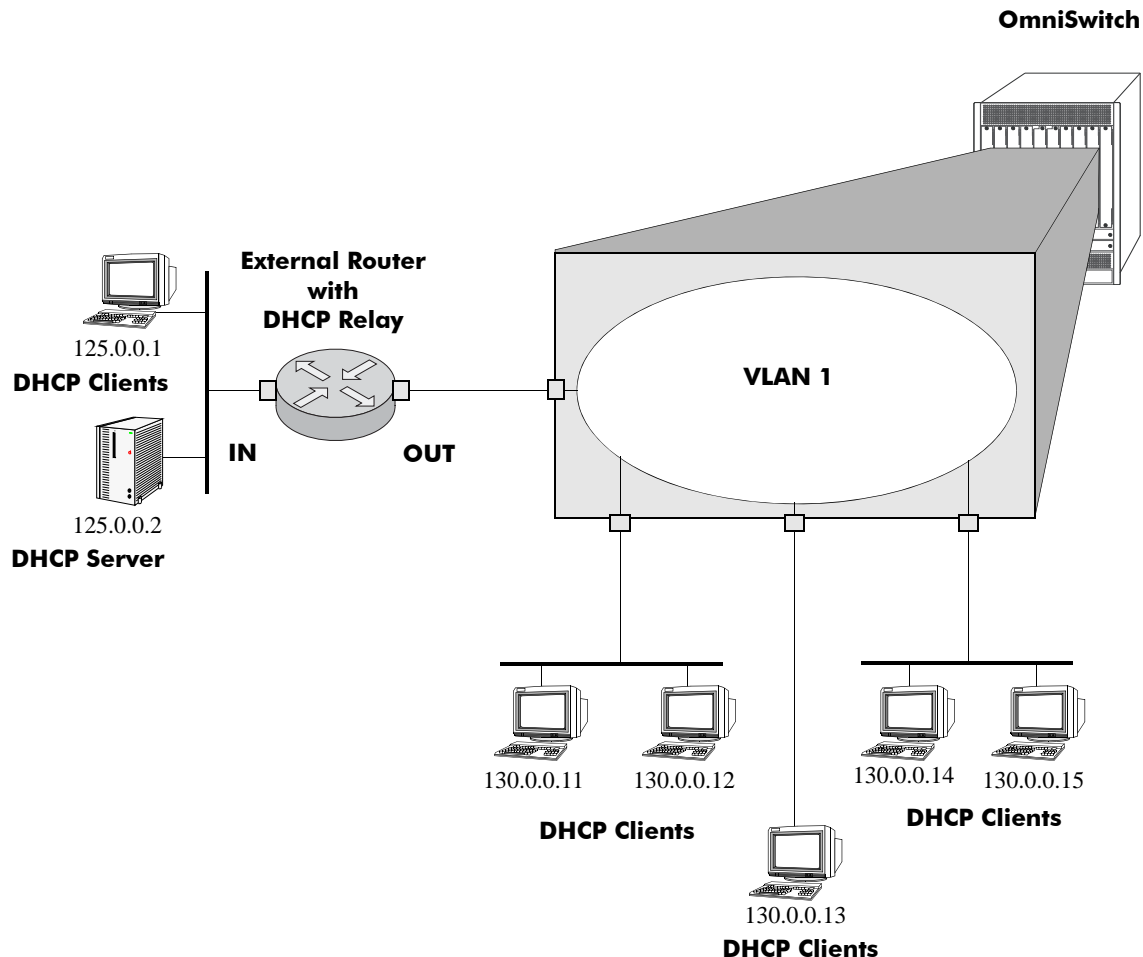 OmniSwitch
External Router
with
DHCP Relay
125.0.0.1
DHCP Clients
VLAN 1
IN
OUT
125.0.0.2
DHCP Server
130.0.0.11
130.0.0.12
DHCP Clients
130.0.0.14
130.0.0.15
DHCP Clients
130.0.0.13
DHCP Clients